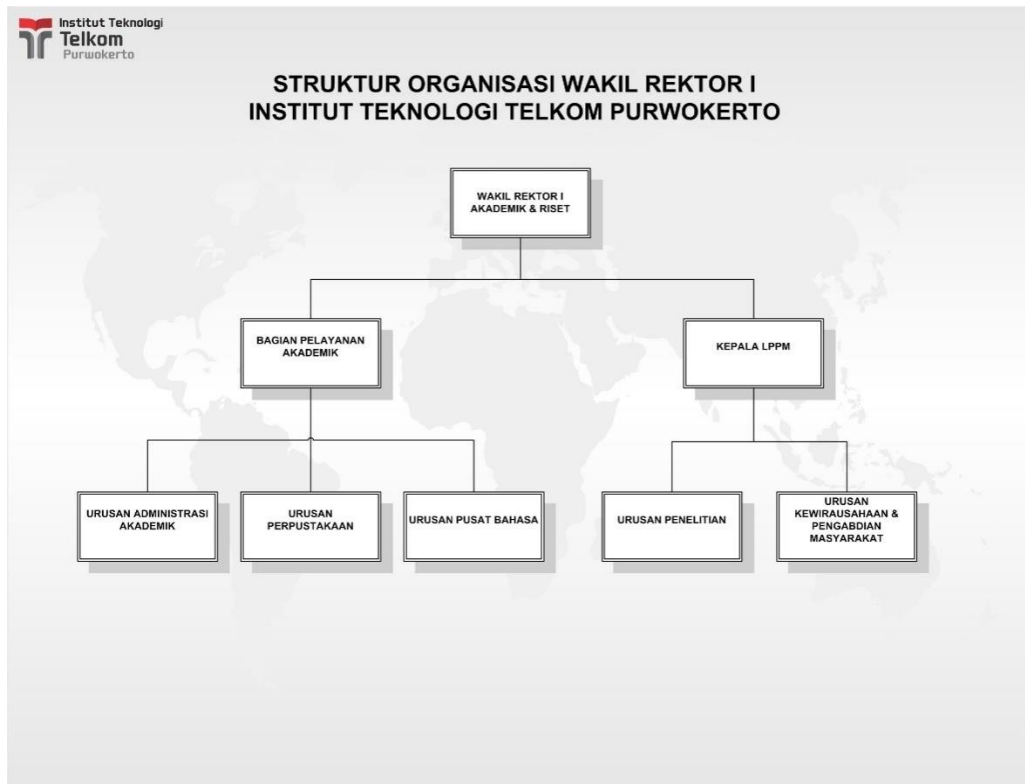 Institut Teknologi
Telkom
Purwokerto
STRUKTUR ORGANISASI WAKIL REKTOR I
INSTITUT TEKNOLOGI TELKOM PURWOKERTO
WAKIL REKTOR I
AKADEMIK & RISET
BAGIAN PELAYANAN
AKADEMIK
KEPALA LPPM
URUSAN ADMINISTRASI
AKADEMIK
URUSAN
PERPUSTAKAAN
URUSAN PUSAT BAHASA
URUSAN PENELITIAN
URUSAN
KEWIRAUSAHAAN &
PENGABDIAN
MASYARAKAT